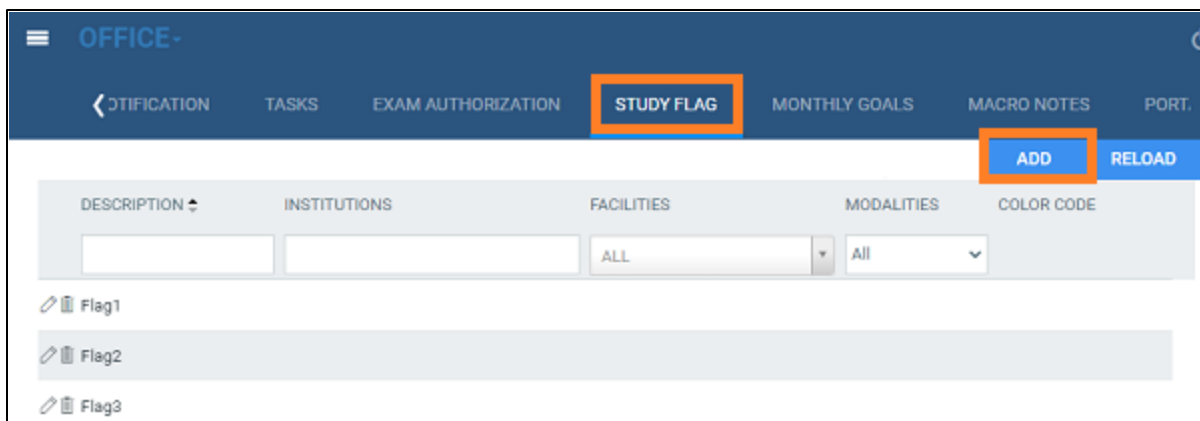 OFFICE
OTIFICATION TASKS EXAM AUTHORIZATION STUDY FLAG MONTHLY GOALS MACRO NOTES PORT.
ADD RELOAD
DESCRIPTION INSTITUTIONS FACILITIES MODALITIES COLOR CODE
ALL All
Flag1
Flag2
Flag3